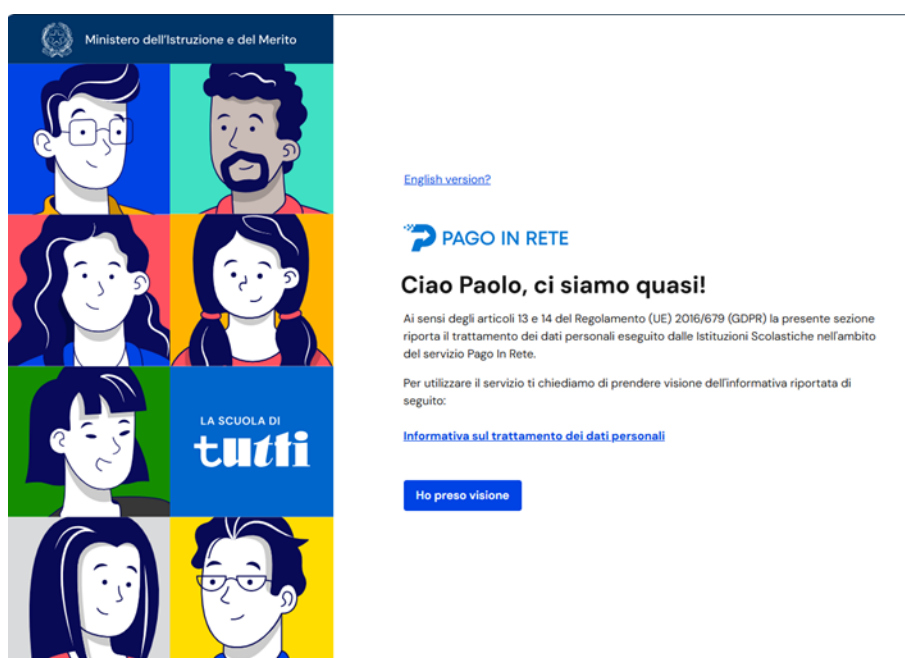 Ministero dell'Istruzione e del Merito
English version?
PAGO IN RETE
Ciao Paolo, ci siamo quasi!
Ai sensi degli articoli 13 e 14 del Regolamento (UE) 2016/679 (GDPR) la presente sezione
riporta il trattamento dei dati personali eseguito dalle Istituzioni Scolastiche nell'ambito
del servizio Pago In Rete.
Per utilizzare il servizio ti chiediamo di prendere visione dell'informativa riportata di
seguito:
Informativa sul trattamento dei dati personali
Ho preso visione
LA SCUOLA DI
tutti